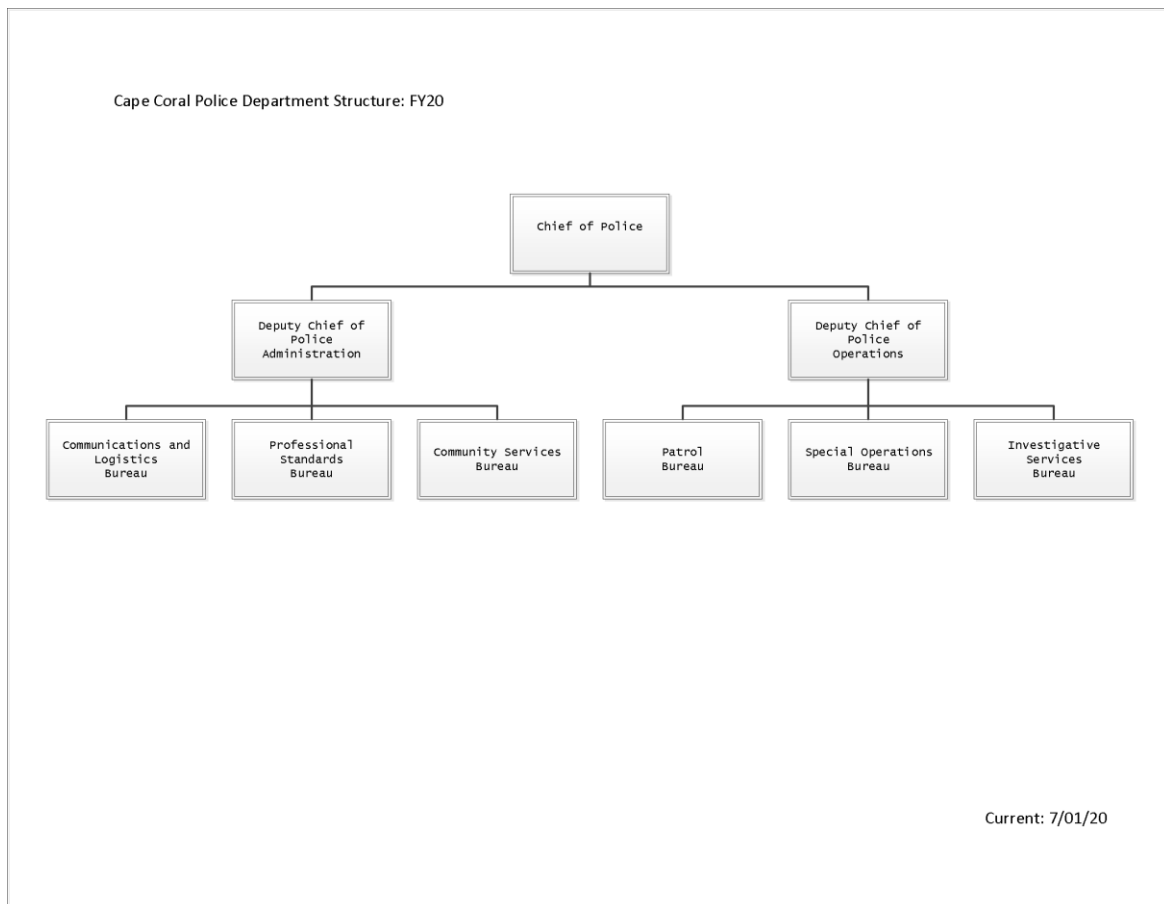 Cape Coral Police Department Structure: FY20
Chief of Police
Deputy Chief of
Police
Administration
Deputy Chief of
Police
Operations
Communications and
Logistics
Bureau
Professional
Standards
Bureau
Community Services
Bureau
Patrol
Bureau
Special Operations
Bureau
Investigative
Services
Bureau
Current: 7/01/20